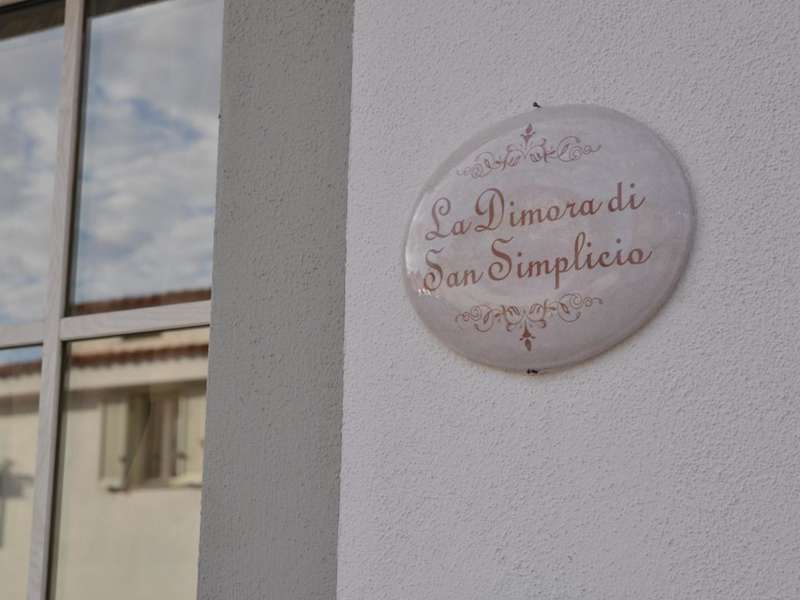 La Dimora di
San Simplicio